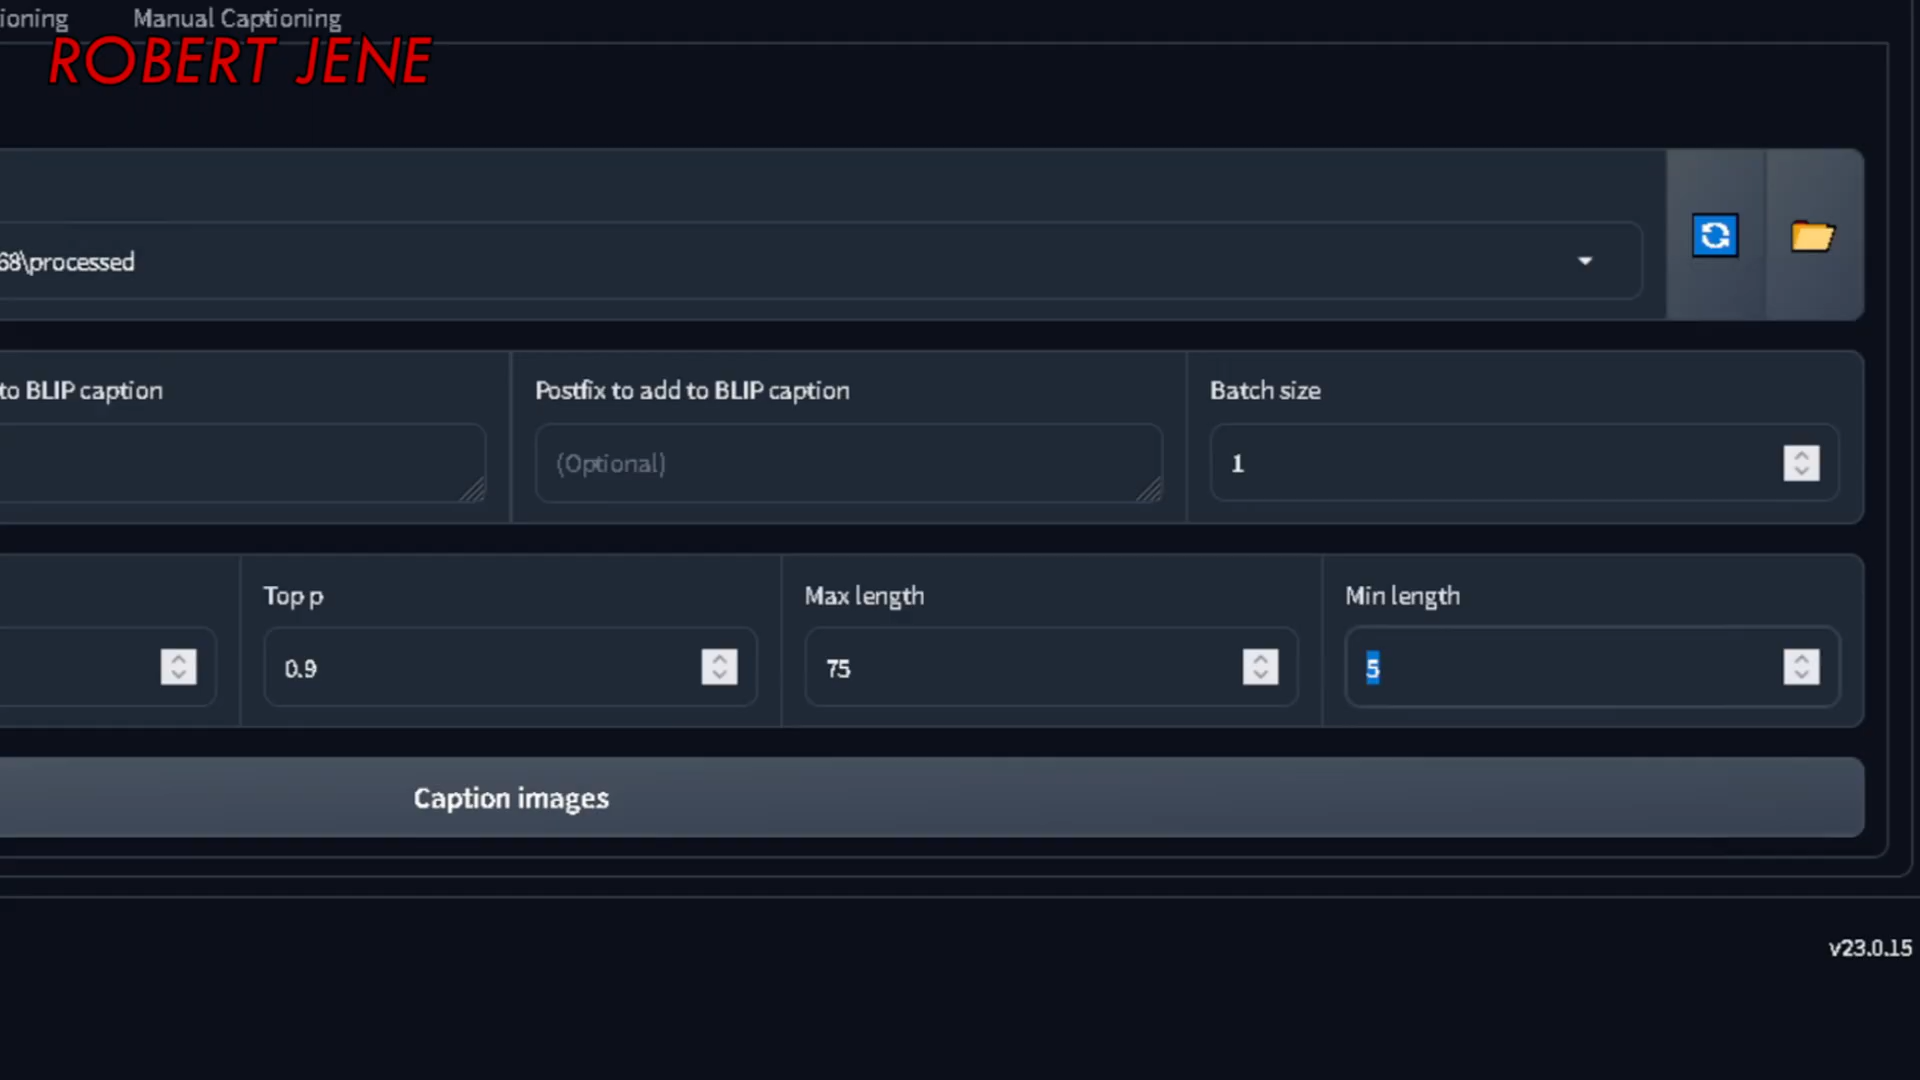 ioning Manual Captioning
ROBERT JENE
68\processed
to BLIP caption Postfix to add to BLIP caption Batch size
(Optional) 1
Top p Max length Min length
0.9 75 5
Caption images
v23.0.15